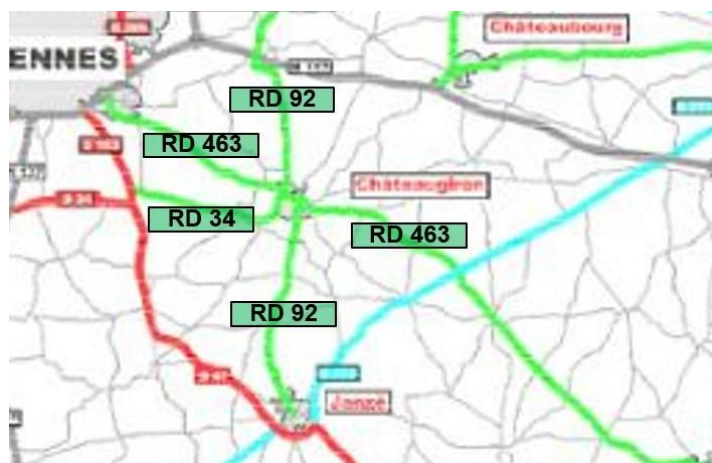 Châteaubourg
ENNES
RD 92
RD 463
Châteaugiron
RD 34
RD 463
RD 92
Janzé